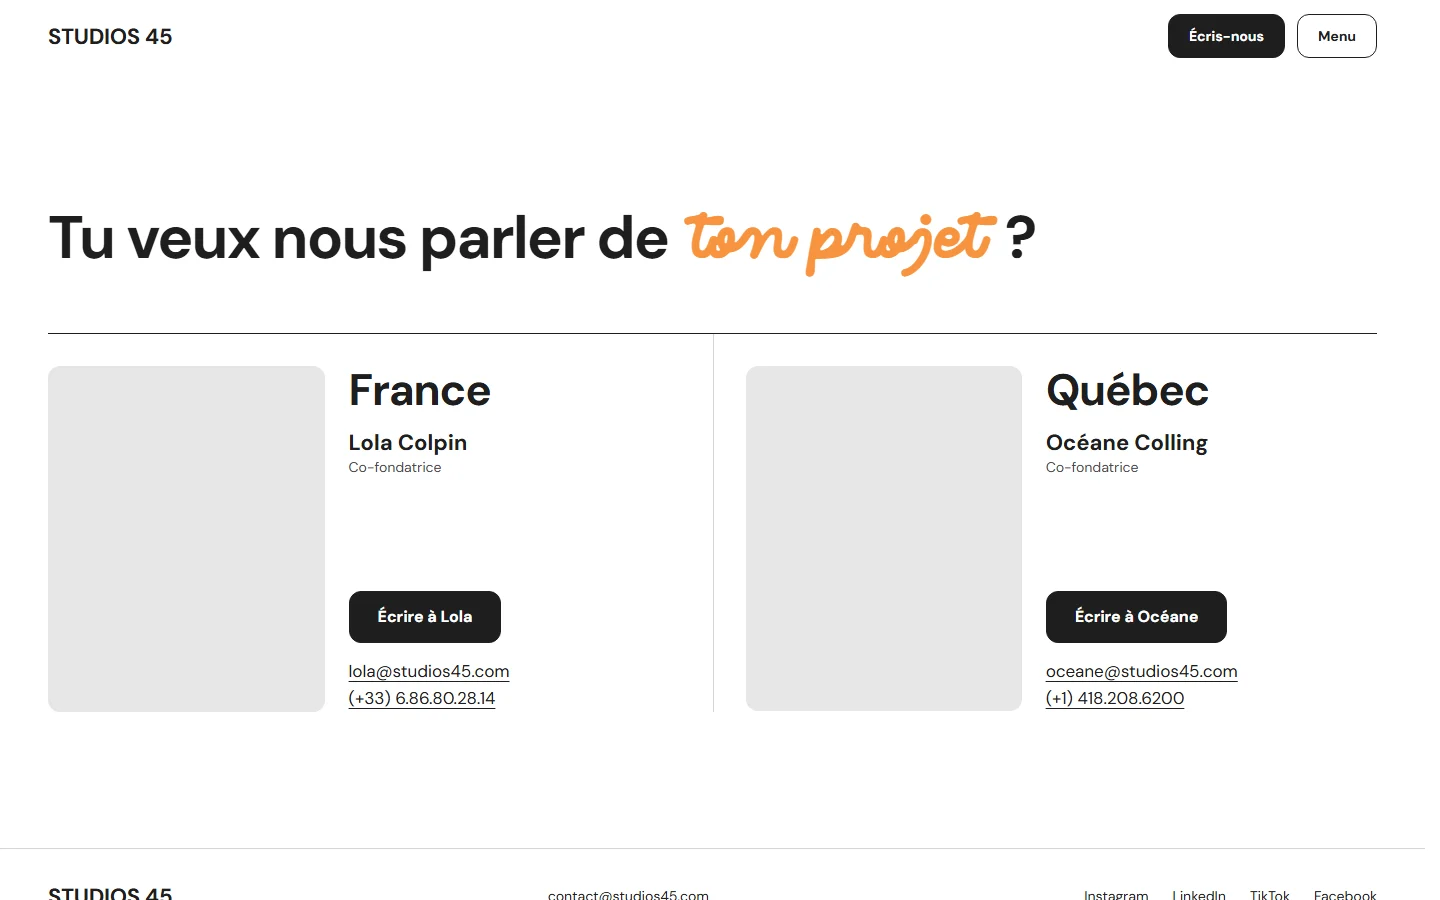 STUDIOS 45
Écris-nous
Menu
Tu veux nous parler de ton projet ?
France
Lola Colpin
Co-fondatrice
Écrire à Lola
lola@studios45.com
(+33) 6.86.80.28.14
Québec
Océane Colling
Co-fondatrice
Écrire à Océane
oceane@studios45.com
(+1) 418.208.6200
STUDIOS 45
contact@studios45.com
Instagram
LinkedIn
TikTok
Facebook